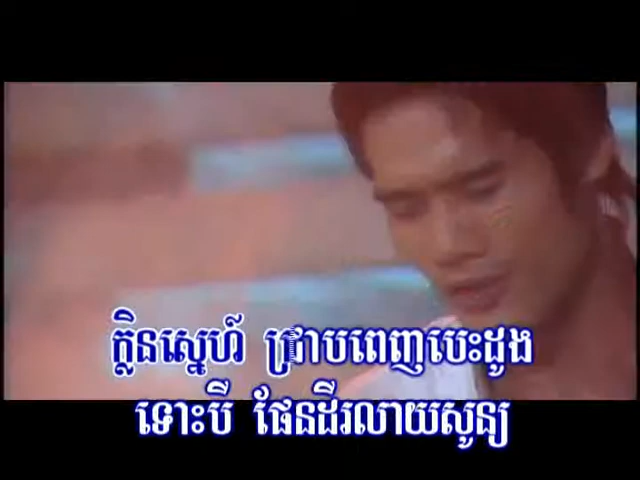 ក្លិនស្នេហ៍ ជ្រាបពេញបេះដូង
ទោះបី ផែនដីរលាយសូន្យ